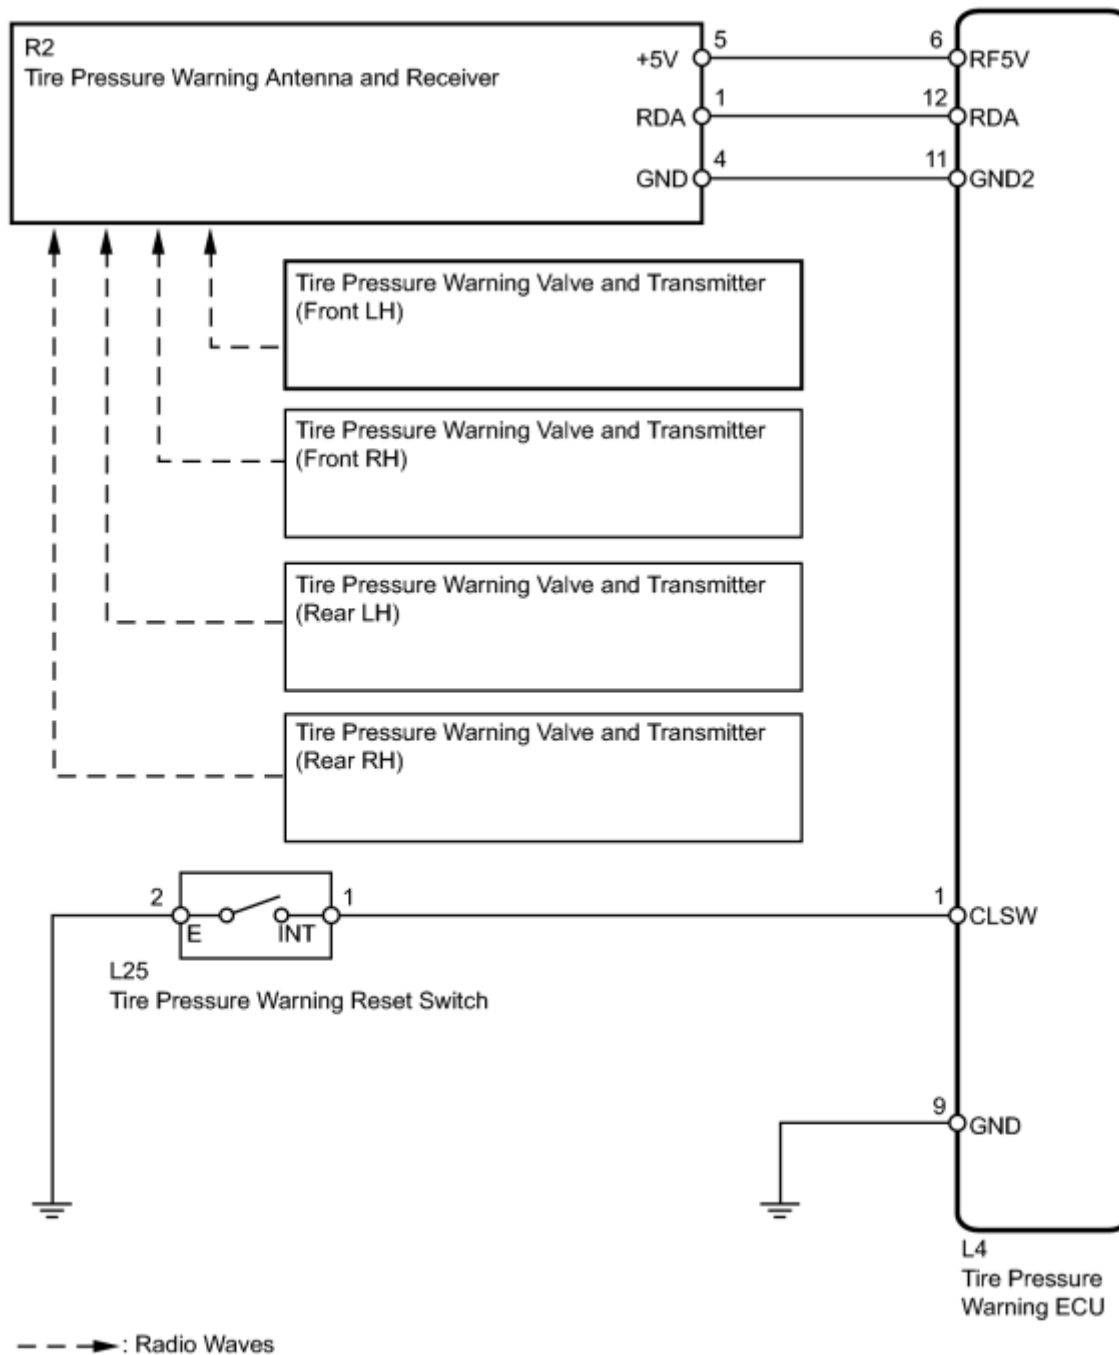 R2
Tire Pressure Warning Antenna and Receiver
+5V 5 6 RF5V
RDA 1 12 RDA
GND 4 11 GND2
Tire Pressure Warning Valve and Transmitter
(Front LH)
Tire Pressure Warning Valve and Transmitter
(Front RH)
Tire Pressure Warning Valve and Transmitter
(Rear LH)
Tire Pressure Warning Valve and Transmitter
(Rear RH)
2 E INT 1 1 CLSW
L25
Tire Pressure Warning Reset Switch
9 GND
L4
Tire Pressure
Warning ECU
: Radio Waves